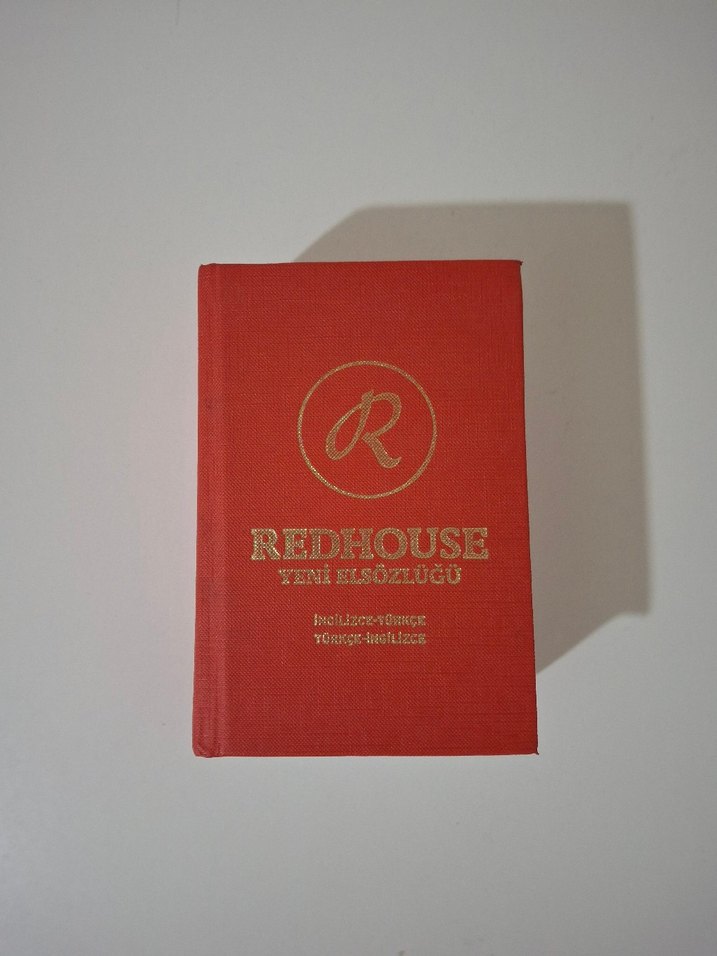 R
REDHOUSE
YENİ ELSÖZLÜĞÜ
İNGİLİZCE-TÜRKÇE
TÜRKÇE-İNGİLİZCE